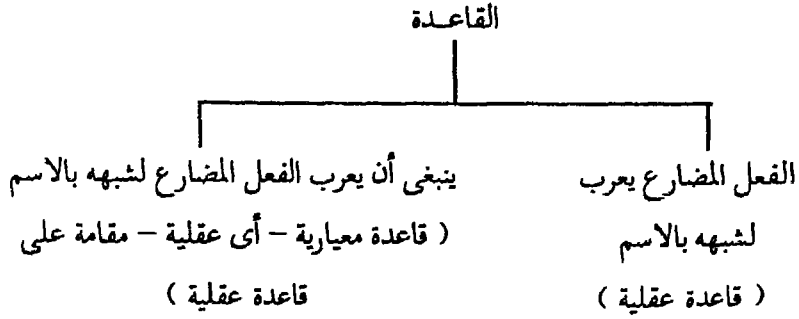 القاعـدة
الفعل المضارع يعرب
لشبهه بالاسم
( قاعدة عقلية )
ينبغى أن يعرب الفعل المضارع لشبهه بالاسم
( قاعدة معيارية – أى عقلية – مقامة على
قاعدة عقلية )